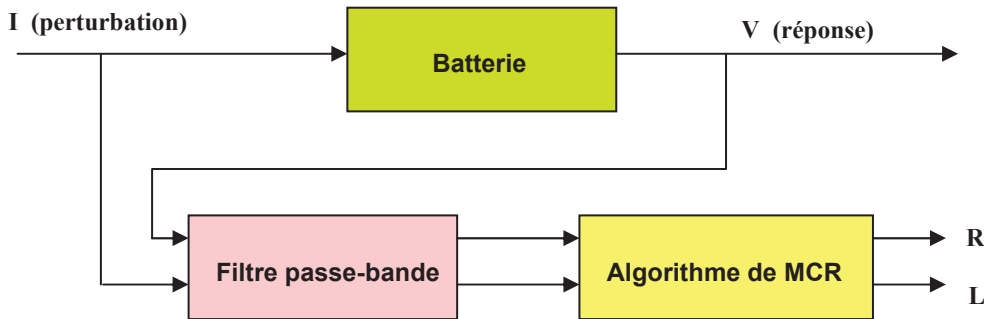 I (perturbation)
V (réponse)
Batterie
Filtre passe-bande
Algorithme de MCR
R
L